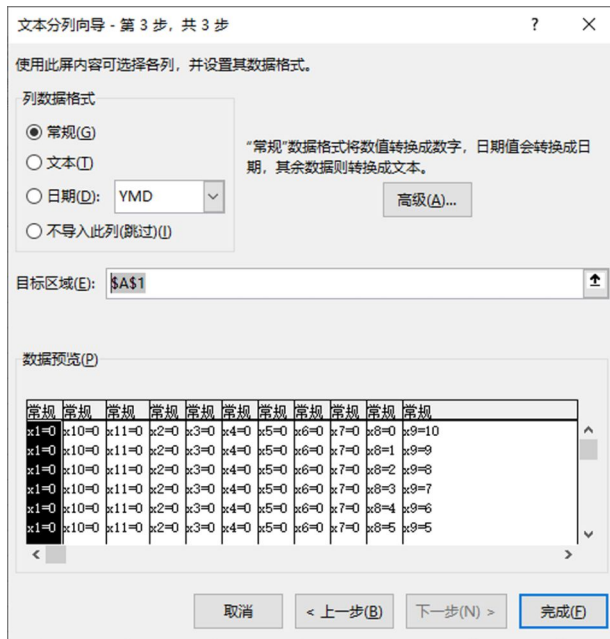 文本分列向导 - 第 3 步，共 3 步
?
使用此屏内容可选择各列，并设置其数据格式。
列数据格式
常规(G)
文本(T)
日期(D): YMD
不导入此列(跳过)(I)
“常规”数据格式将数值转换成数字，日期值会转换成日
期，其余数据则转换成文本。
高级(A)...
目标区域(E): $A$1
数据预览(P)
常规 常规 常规 常规 常规 常规 常规 常规 常规 常规 常规
x1=0 x10=0 x11=0 x2=0 x3=0 x4=0 x5=0 x6=0 x7=0 x8=0 x9=10
x1=0 x10=0 x11=0 x2=0 x3=0 x4=0 x5=0 x6=0 x7=0 x8=1 x9=9
x1=0 x10=0 x11=0 x2=0 x3=0 x4=0 x5=0 x6=0 x7=0 x8=2 x9=8
x1=0 x10=0 x11=0 x2=0 x3=0 x4=0 x5=0 x6=0 x7=0 x8=3 x9=7
x1=0 x10=0 x11=0 x2=0 x3=0 x4=0 x5=0 x6=0 x7=0 x8=4 x9=6
x1=0 x10=0 x11=0 x2=0 x3=0 x4=0 x5=0 x6=0 x7=0 x8=5 x9=5
取消 < 上一步(B) 下一步(N) > 完成(F)